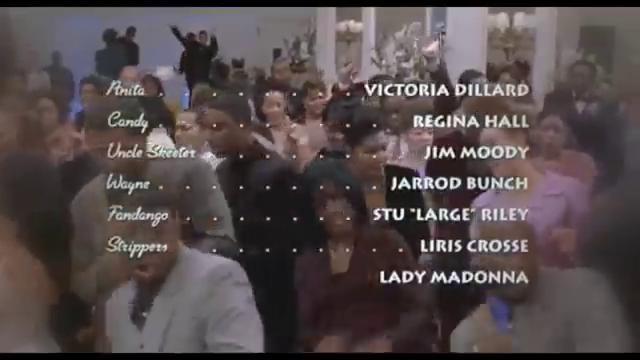 Anita . . . . . . . . VICTORIA DILLARD
Candy . . . . . . . . . REGINA HALL
Uncle Skeeter . . . . . . . . JIM MOODY
Wayne . . . . . . . . . JARROD BUNCH
Fandango . . . . . . . STU "LARGE" RILEY
Strippers . . . . . . . . LIRIS CROSSE
LADY MADONNA